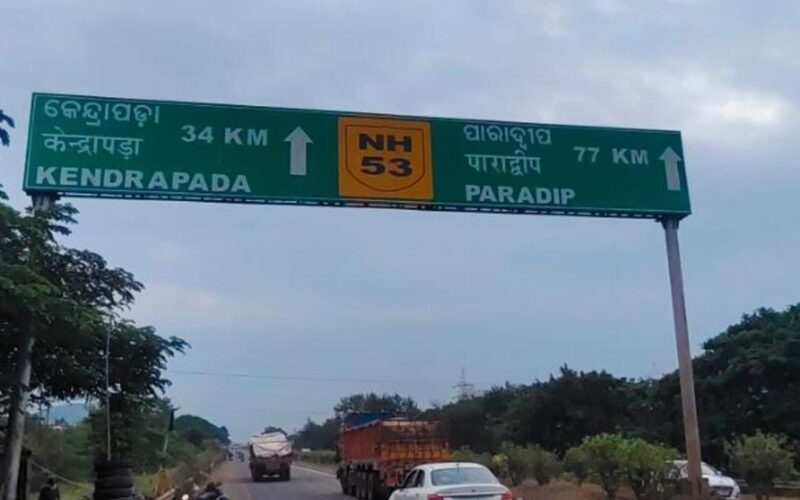 କେନ୍ଦ୍ରାପଡ଼ା
केन्द्रापड़ा
KENDRAPADA
34 KM
NH
53
ପାରାଦ୍ୱୀପ
पाराद्वीप
PARADIP
77 KM